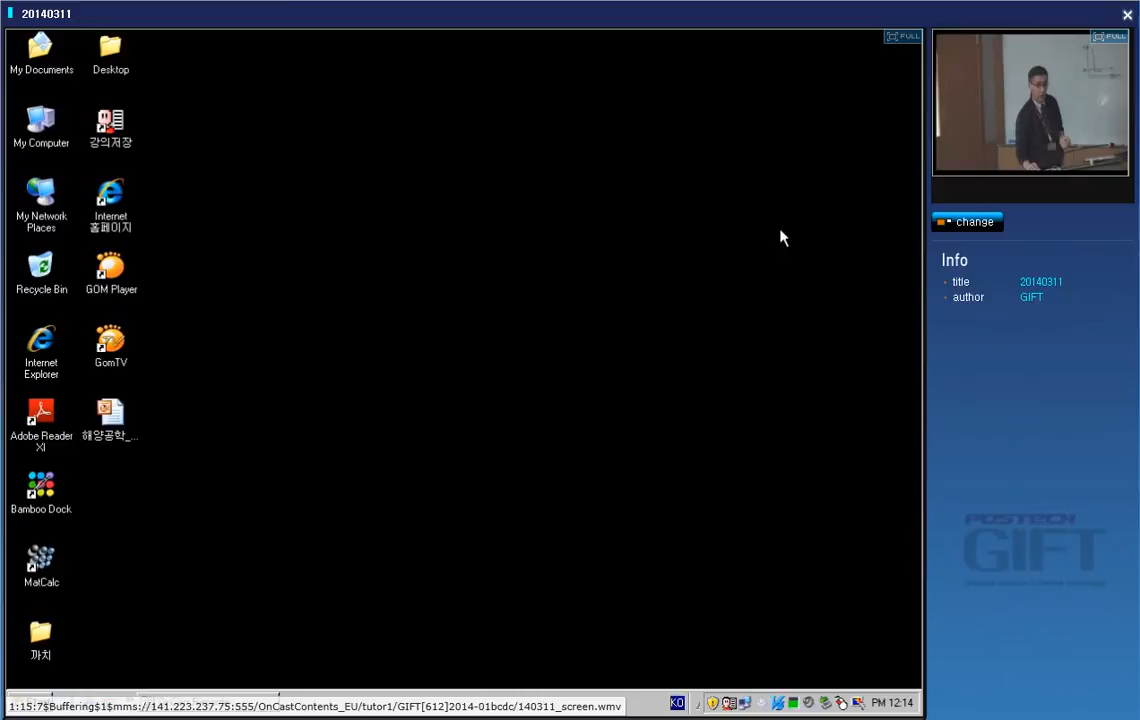 20140311
FULL
FULL
My Documents
Desktop
My Computer
강의저장
My Network
Places
Internet
홈페이지
Recycle Bin
GOM Player
Internet
Explorer
GomTV
Adobe Reader
XI
해양공학_...
Bamboo Dock
MatCalc
까치
change
Info
title 20140311
author GIFT
POSTECH
GIFT
1:15:7$Buffering$1$mms://141.223.237.75:555/OnCastContents_EU/tutor1/GIFT[612]2014-01bcdc/140311_screen.wmv
KO
PM 12:14